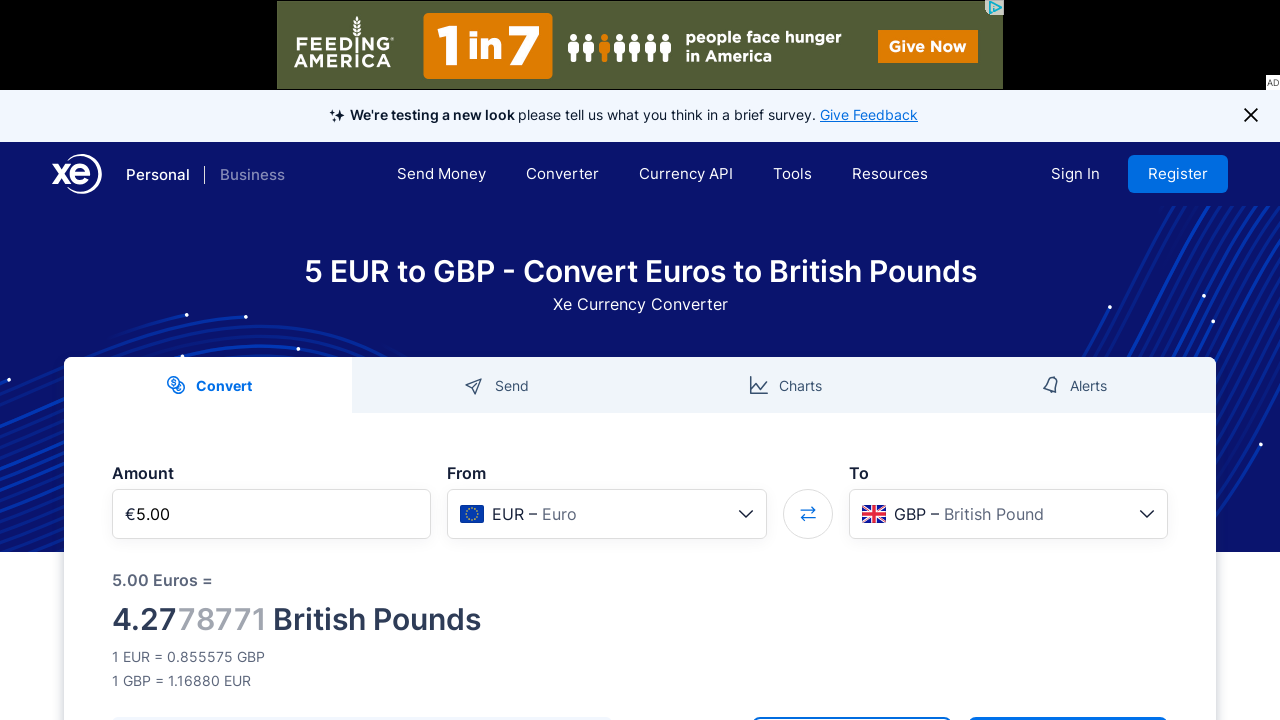 FEEDING
AMERICA
1 in 7
people face hunger
in America
Give Now
AD
We're testing a new look please tell us what you think in a brief survey. Give Feedback
xe
Personal
Business
Send Money
Converter
Currency API
Tools
Resources
Sign In
Register
5 EUR to GBP - Convert Euros to British Pounds
Xe Currency Converter
Convert
Send
Charts
Alerts
Amount
From
To
€5.00
EUR – Euro
GBP – British Pound
5.00 Euros =
4.2778771 British Pounds
1 EUR = 0.855575 GBP
1 GBP = 1.16880 EUR